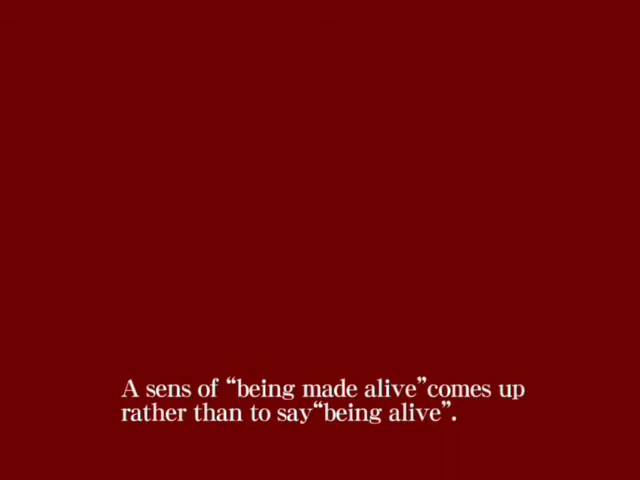 A sens of “being made alive”comes up
rather than to say“being alive”.